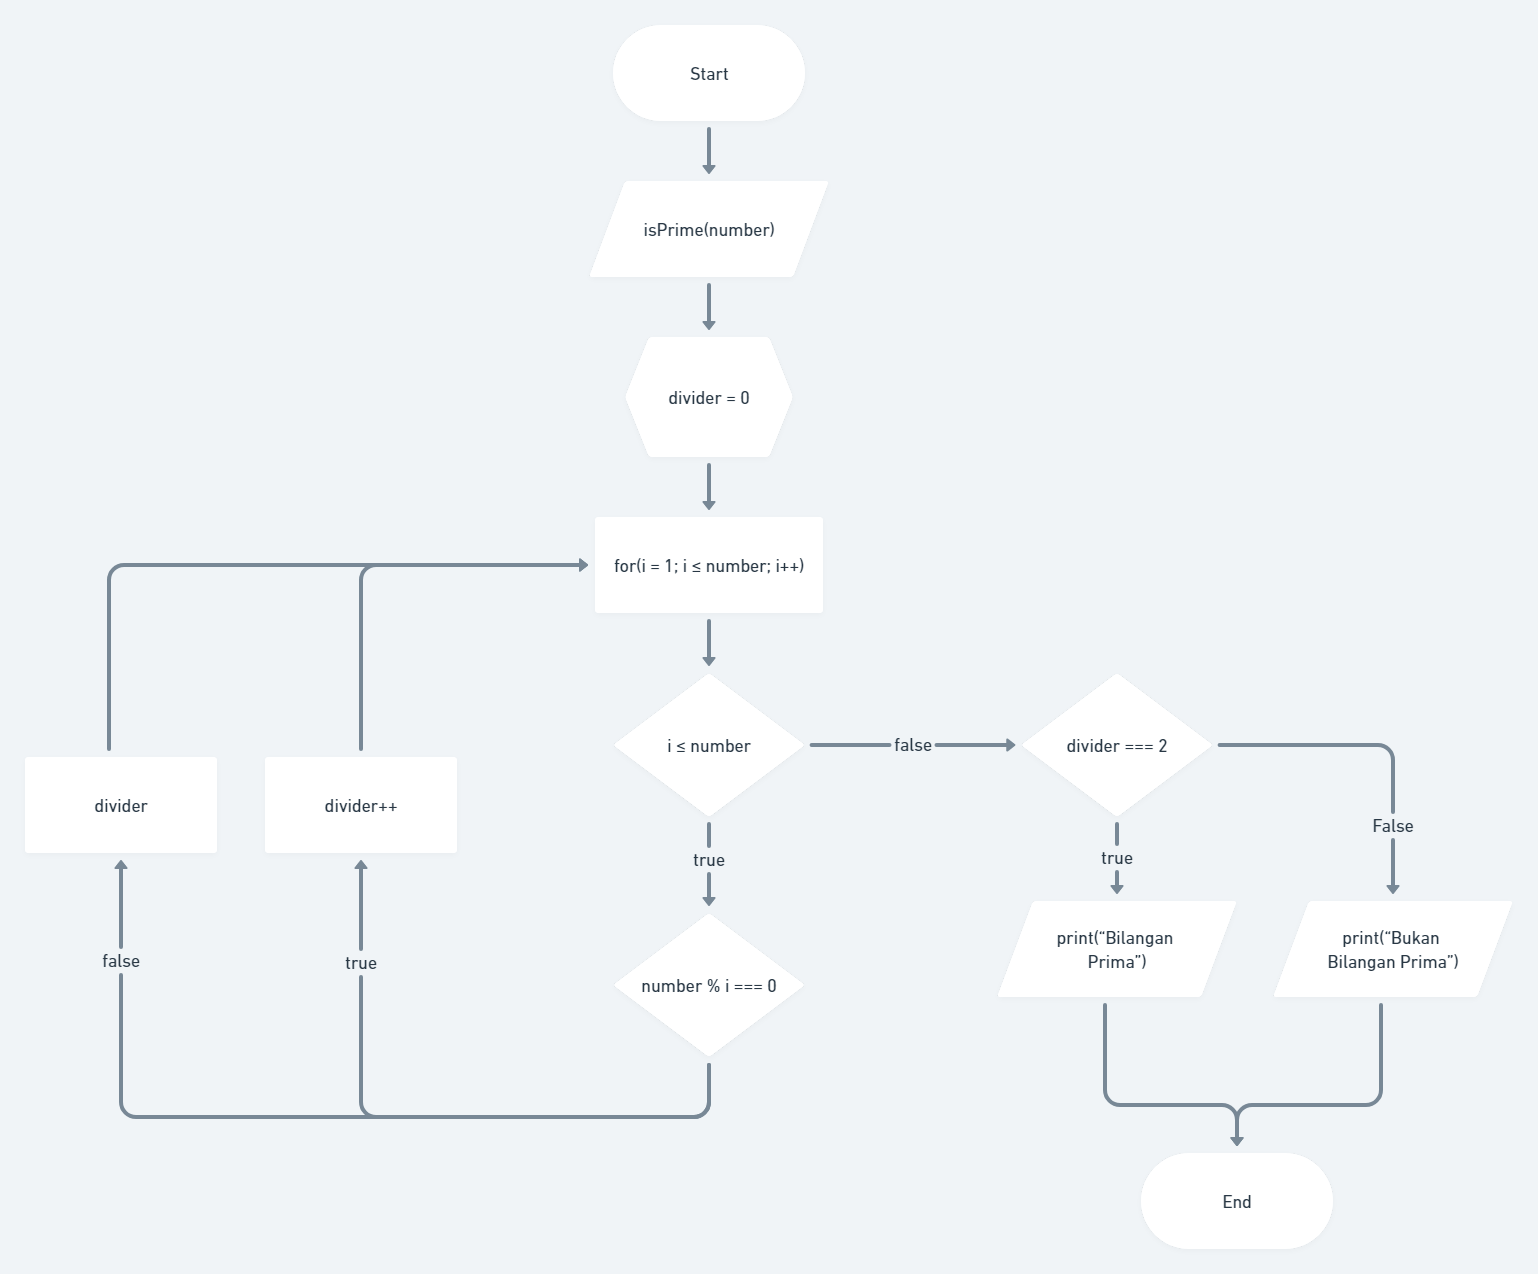 Start
isPrime(number)
divider = 0
for(i = 1; i ≤ number; i++)
i ≤ number
false
divider === 2
divider
divider++
False
true
true
print(“Bilangan
Prima”)
print(“Bukan
Bilangan Prima”)
false
true
number % i === 0
End